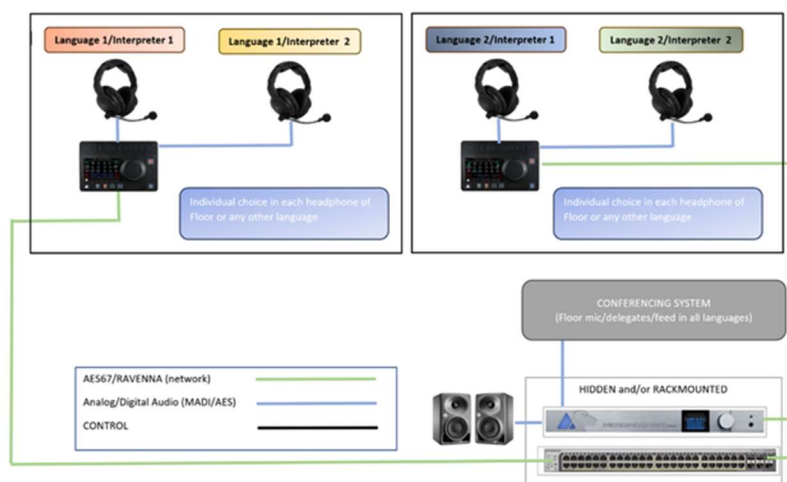 Language 1/Interpreter 1
Language 1/Interpreter 2
Language 2/Interpreter 1
Language 2/Interpreter 2
Individual choice in each headphone of
Floor or any other language
Individual choice in each headphone of
Floor or any other language
CONFERENCING SYSTEM
(Floor mic/delegates/feed in all languages)
AES67/RAVENNA (network)
Analog/Digital Audio (MADI/AES)
CONTROL
HIDDEN and/or RACKMOUNTED